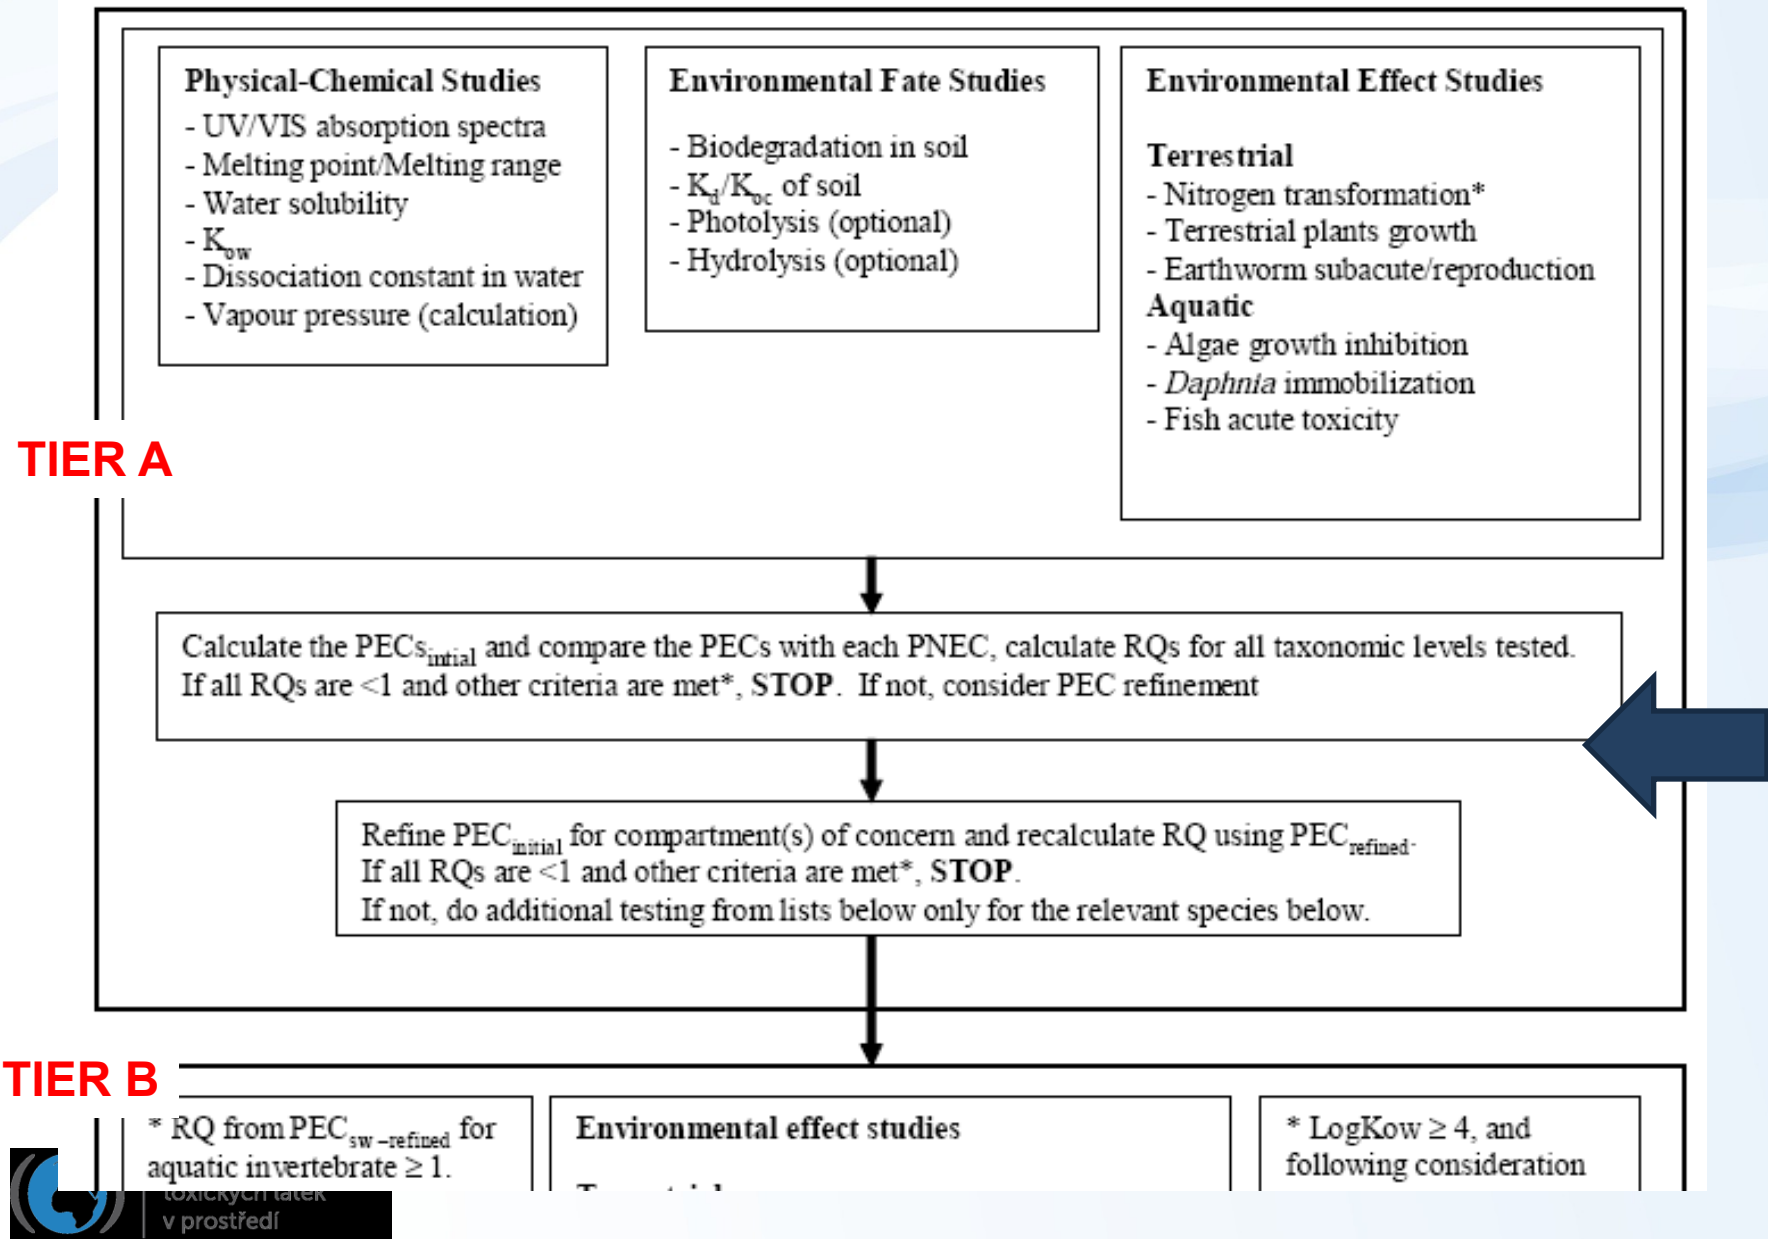 Physical-Chemical Studies
- UV/VIS absorption spectra
- Melting point/Melting range
- Water solubility
- Kow
- Dissociation constant in water
- Vapour pressure (calculation)
Environmental Fate Studies
- Biodegradation in soil
- Kd/Koc of soil
- Photolysis (optional)
- Hydrolysis (optional)
Environmental Effect Studies
Terrestrial
- Nitrogen transformation*
- Terrestrial plants growth
- Earthworm subacute/reproduction
Aquatic
- Algae growth inhibition
- Daphnia immobilization
- Fish acute toxicity
TIER A
Calculate the PECsintial and compare the PECs with each PNEC, calculate RQs for all taxonomic levels tested.
If all RQs are <1 and other criteria are met*, STOP. If not, consider PEC refinement
Refine PECinitial for compartment(s) of concern and recalculate RQ using PECrefined.
If all RQs are <1 and other criteria are met*, STOP.
If not, do additional testing from lists below only for the relevant species below.
TIER B
* RQ from PECsw-refined for
aquatic invertebrate ≥ 1.
Environmental effect studies
* LogKow ≥ 4, and
following consideration
toxických látek
v prostředí